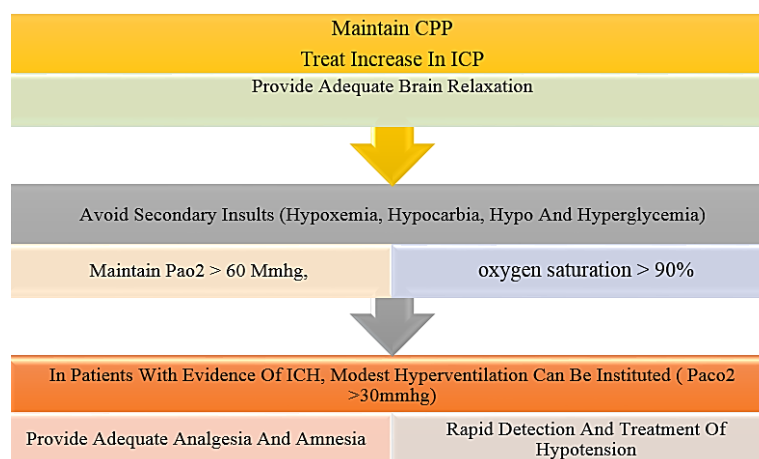 Maintain CPP
Treat Increase In ICP
Provide Adequate Brain Relaxation
Avoid Secondary Insults (Hypoxemia, Hypocarbia, Hypo And Hyperglycemia)
Maintain Pao2 > 60 Mmhg,
oxygen saturation > 90%
In Patients With Evidence Of ICH, Modest Hyperventilation Can Be Instituted ( Paco2
>30mmhg)
Provide Adequate Analgesia And Amnesia
Rapid Detection And Treatment Of
Hypotension